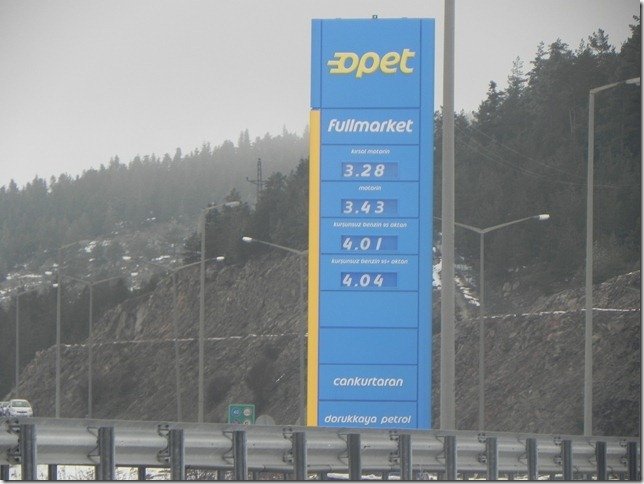 opet
fullmarket
kırsal motorin
3.28
motorin
3.43
kurşunsuz benzin 95 oktan
4.01
kurşunsuz benzin 95+ oktan
4.04
cankurtaran
dorukkaya petrol